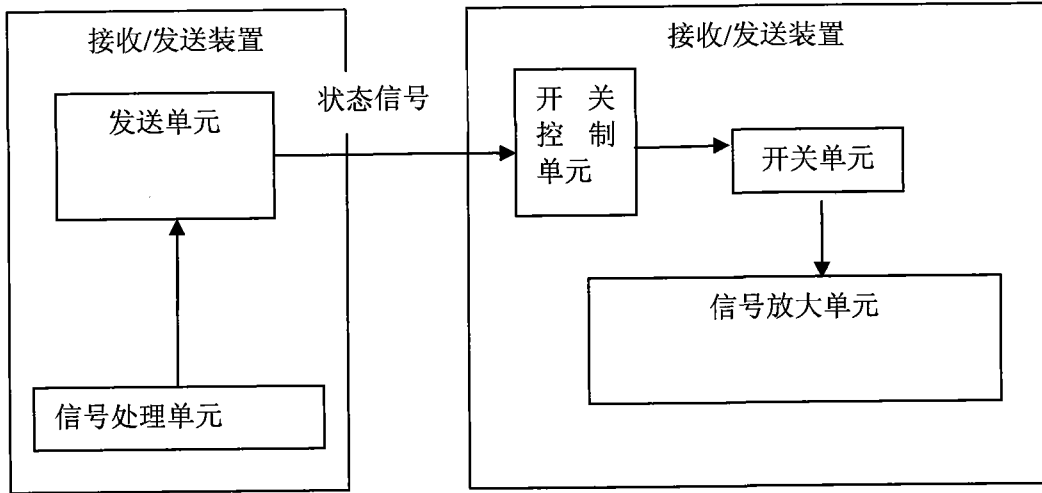 接收/发送装置
接收/发送装置
状态信号
发送单元
开 关
控 制
单元
开关单元
信号放大单元
信号处理单元